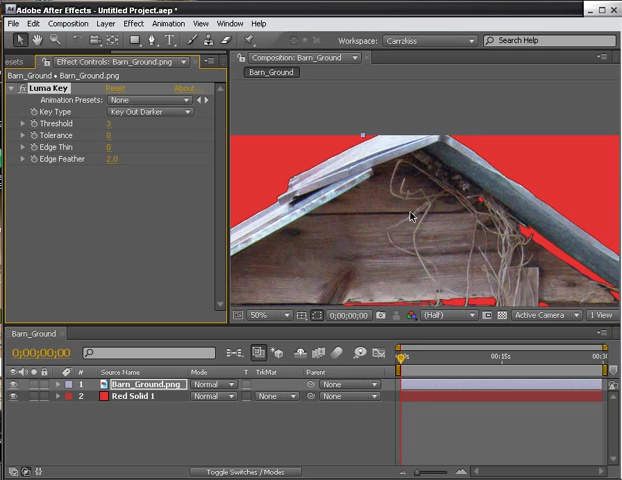 Adobe After Effects - Untitled Project.aep *
File Edit Composition Layer Effect Animation View Window Help
Workspace: Carrzkiss Search Help
sets Effect Controls: Barn_Ground.png Composition: Barn_Ground
Barn_Ground • Barn_Ground.png Barn_Ground
fx Luma Key Reset About...
Animation Presets: None
Key Type Key Out Darker
Threshold 3
Tolerance 0
Edge Thin 0
Edge Feather 2.0
50% 0;00;00;00 (Half) Active Camera 1 View
Barn_Ground
0;00;00;00 00:15s
# Source Name Mode T TrkMat Parent
1 Barn_Ground.png Normal None
2 Red Solid 1 Normal None None
Toggle Switches / Modes